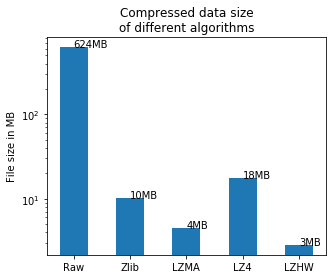 Compressed data size
of different algorithms
File size in MB
10²
10¹
624MB
10MB
4MB
18MB
3MB
Raw Zlib LZMA LZ4 LZHW